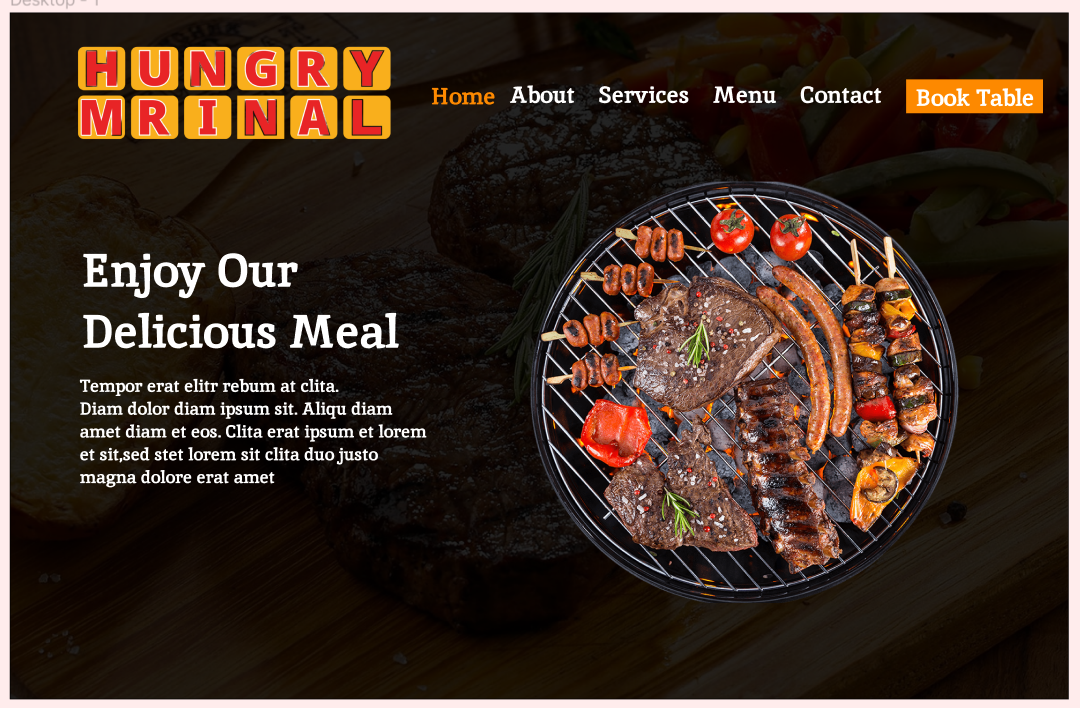 Desktop - 1
HUNGRY
MRINAL
Home About Services Menu Contact Book Table
Enjoy Our
Delicious Meal
Tempor erat elitr rebum at clita.
Diam dolor diam ipsum sit. Aliqu diam
amet diam et eos. Clita erat ipsum et lorem
et sit,sed stet lorem sit clita duo justo
magna dolore erat amet